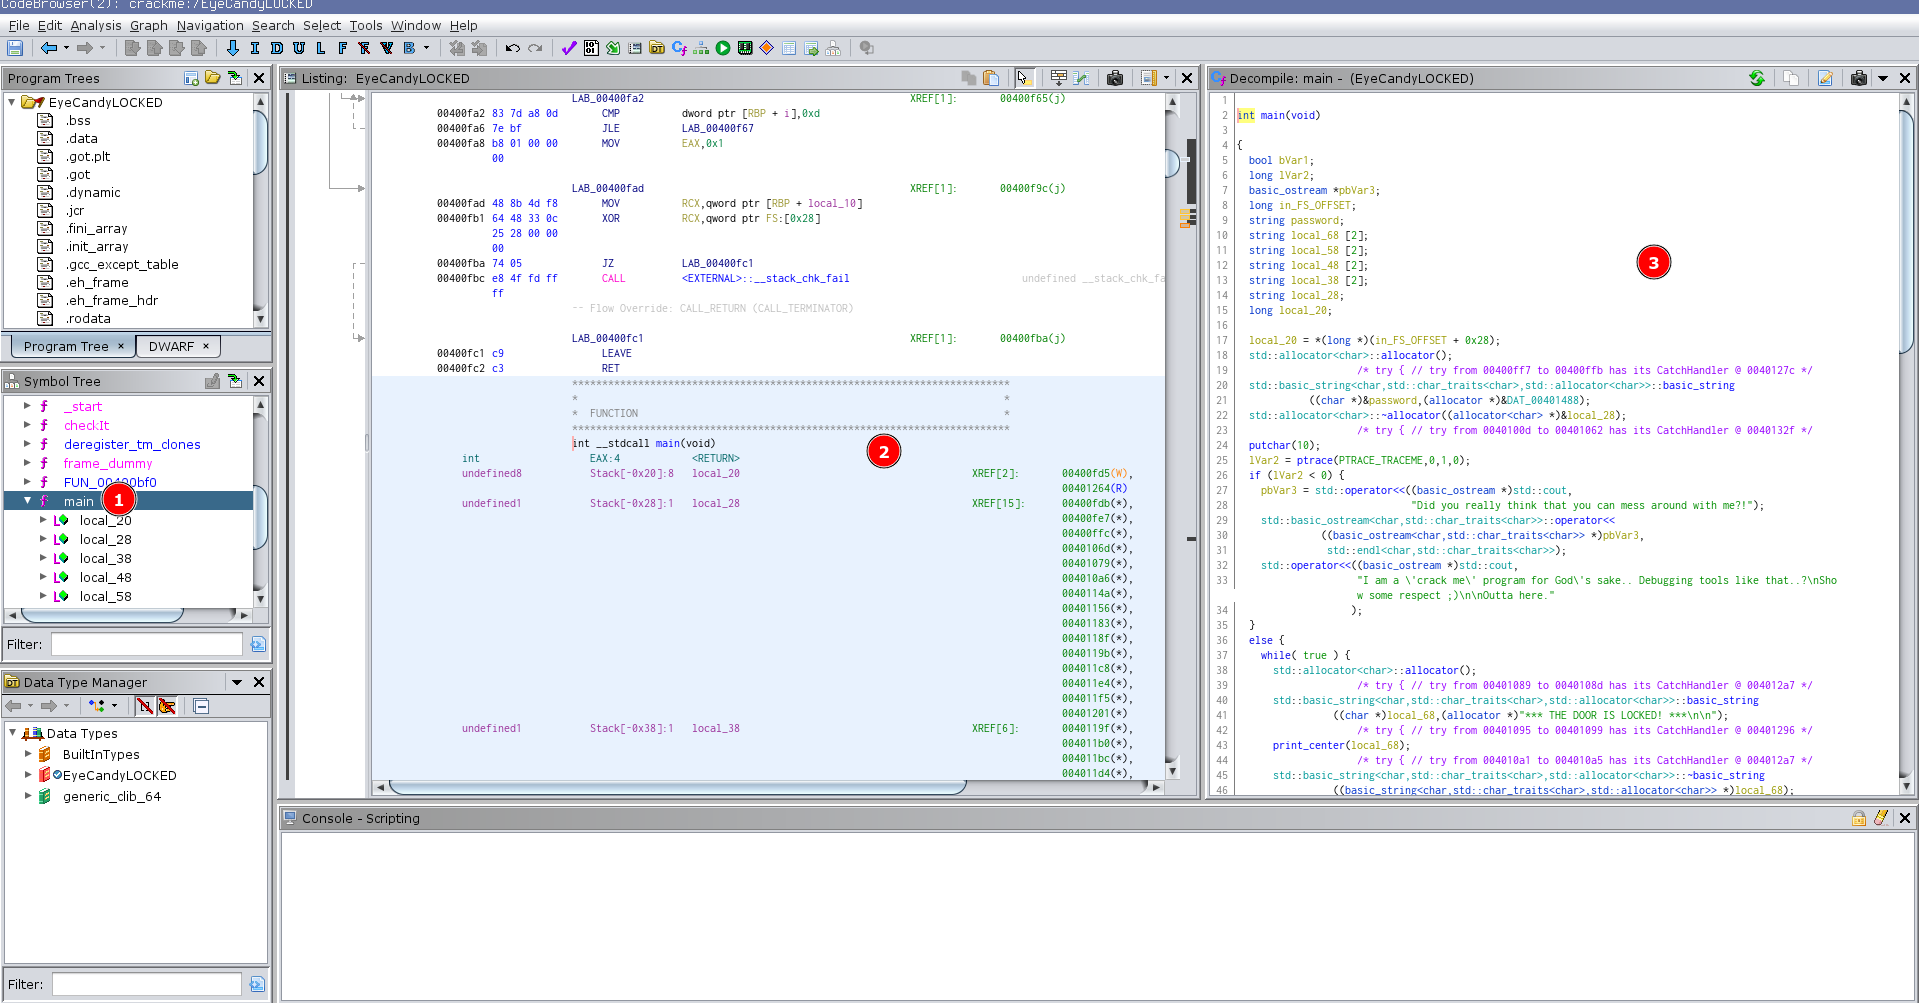 CodeBrowser(2): crackme:/EyeCandyLOCKED
File Edit Analysis Graph Navigation Search Select Tools Window Help
I D U L F V B
Program Trees
EyeCandyLOCKED
.bss
.data
.got.plt
.got
.dynamic
.jcr
.fini_array
.init_array
.gcc_except_table
.eh_frame
.eh_frame_hdr
.rodata
Program Tree × DWARF ×
Symbol Tree
f _start
f checkIt
f deregister_tm_clones
f frame_dummy
f FUN_00400bf0
f main
1
local_20
local_28
local_38
local_48
local_58
Filter:
Data Type Manager
Data Types
BuiltInTypes
EyeCandyLOCKED
generic_clib_64
Filter:
Listing: EyeCandyLOCKED
LAB_00400fa2 XREF[1]: 00400f65(j)
00400fa2 83 7d a8 0d CMP dword ptr [RBP + i],0xd
00400fa6 7e bf JLE LAB_00400f67
00400fa8 b8 01 00 00 MOV EAX,0x1
00
LAB_00400fad XREF[1]: 00400f9c(j)
00400fad 48 8b 4d f8 MOV RCX,qword ptr [RBP + local_10]
00400fb1 64 48 33 0c XOR RCX,qword ptr FS:[0x28]
25 28 00 00
00
00400fba 74 05 JZ LAB_00400fc1
00400fbc e8 4f fd ff CALL <EXTERNAL>::__stack_chk_fail undefined __stack_chk_fa
ff
-- Flow Override: CALL_RETURN (CALL_TERMINATOR)
LAB_00400fc1 XREF[1]: 00400fba(j)
00400fc1 c9 LEAVE
00400fc2 c3 RET
* *
* FUNCTION *
int __stdcall main(void)
2
int EAX:4 <RETURN>
undefined8 Stack[-0x20]:8 local_20 XREF[2]: 00400fd5(W),
00401264(R)
undefined1 Stack[-0x28]:1 local_28 XREF[15]: 00400fdb(*),
00400fe7(*),
00400ffc(*),
0040106d(*),
00401079(*),
004010a6(*),
0040114a(*),
00401156(*),
00401183(*),
0040118f(*),
0040119b(*),
004011c8(*),
004011e4(*),
004011f5(*),
00401201(*)
undefined1 Stack[-0x38]:1 local_38 XREF[6]: 0040119f(*),
004011b0(*),
004011bc(*),
004011d4(*),
Decompile: main - (EyeCandyLOCKED)
1
2 int main(void)
3
4 {
5 bool bVar1;
6 long lVar2;
7 basic_ostream *pbVar3;
8 long in_FS_OFFSET;
9 string password;
10 string local_68 [2];
11 string local_58 [2];
12 string local_48 [2];
3
13 string local_38 [2];
14 string local_28;
15 long local_20;
16
17 local_20 = *(long *)(in_FS_OFFSET + 0x28);
18 std::allocator<char>::allocator();
19 /* try { // try from 00400ff7 to 00400ffb has its CatchHandler @ 0040127c */
20 std::basic_string<char,std::char_traits<char>,std::allocator<char>>::basic_string
21 ((char *)&password,(allocator *)&DAT_00401488);
22 std::allocator<char>::~allocator((allocator<char> *)&local_28);
23 /* try { // try from 0040100d to 00401062 has its CatchHandler @ 0040132f */
24 putchar(10);
25 lVar2 = ptrace(PTRACE_TRACEME,0,1,0);
26 if (lVar2 < 0) {
27 pbVar3 = std::operator<<((basic_ostream *)std::cout,
28 "Did you really think that you can mess around with me?!");
29 std::basic_ostream<char,std::char_traits<char>>::operator<<
30 ((basic_ostream<char,std::char_traits<char>> *)pbVar3,
31 std::endl<char,std::char_traits<char>>);
32 std::operator<<((basic_ostream *)std::cout,
33 "I am a \'crack me\' program for God\'s sake.. Debugging tools like that..?\nSho
w some respect ;)\n\nOutta here."
34 );
35 }
36 else {
37 while( true ) {
38 std::allocator<char>::allocator();
39 /* try { // try from 00401089 to 0040108d has its CatchHandler @ 004012a7 */
40 std::basic_string<char,std::char_traits<char>,std::allocator<char>>::basic_string
41 ((char *)local_68,(allocator *)"*** THE DOOR IS LOCKED! ***\n\n");
42 /* try { // try from 00401095 to 00401099 has its CatchHandler @ 00401296 */
43 print_center(local_68);
44 /* try { // try from 004010a1 to 004010a5 has its CatchHandler @ 004012a7 */
45 std::basic_string<char,std::char_traits<char>,std::allocator<char>>::~basic_string
46 ((basic_string<char,std::char_traits<char>,std::allocator<char>> *)local_68);
Console - Scripting